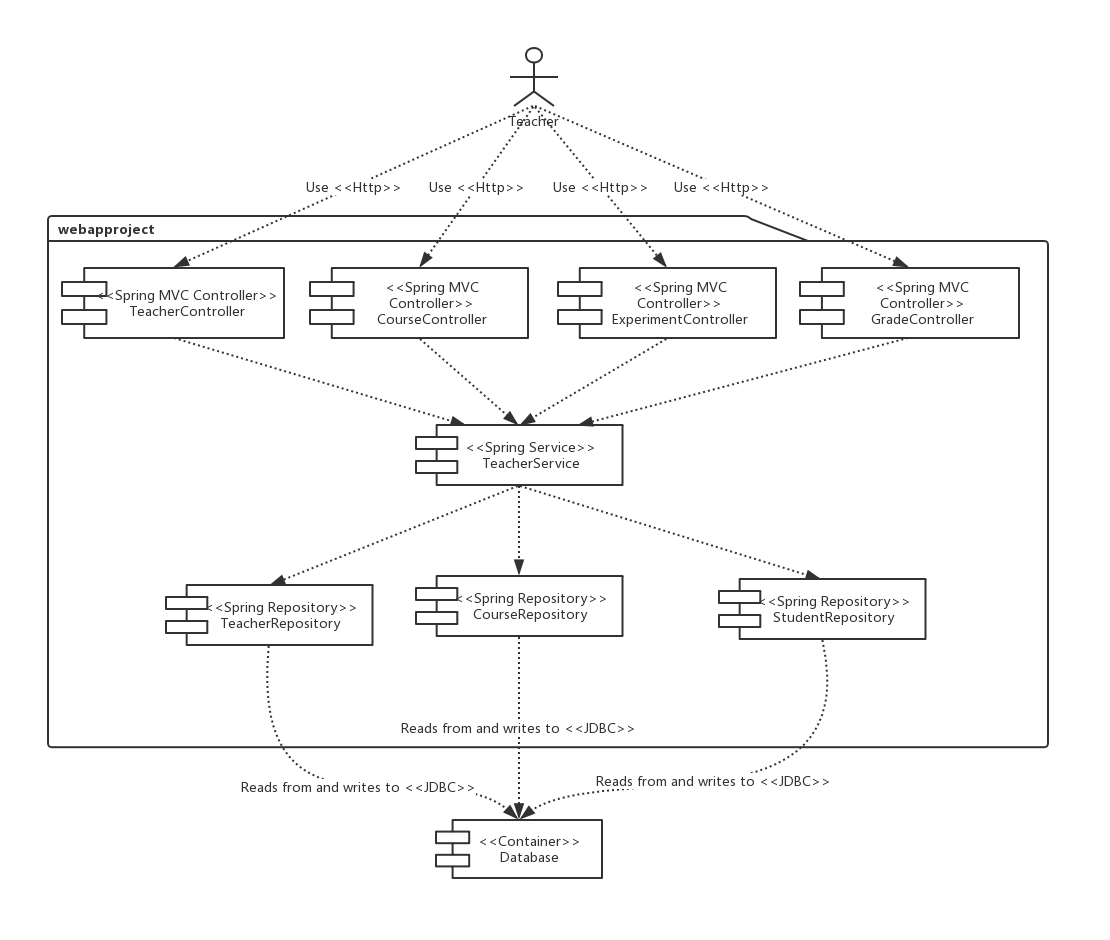 Teacher
Use <<Http>>
Use <<Http>>
Use <<Http>>
Use <<Http>>
webapproject
<<Spring MVC Controller>>
TeacherController
<<Spring MVC
Controller>>
CourseController
<<Spring MVC
Controller>>
ExperimentController
<<Spring MVC
Controller>>
GradeController
<<Spring Service>>
TeacherService
<<Spring Repository>>
TeacherRepository
<<Spring Repository>>
CourseRepository
<<Spring Repository>>
StudentRepository
Reads from and writes to <<JDBC>>
Reads from and writes to <<JDBC>>
Reads from and writes to <<JDBC>>
<<Container>>
Database